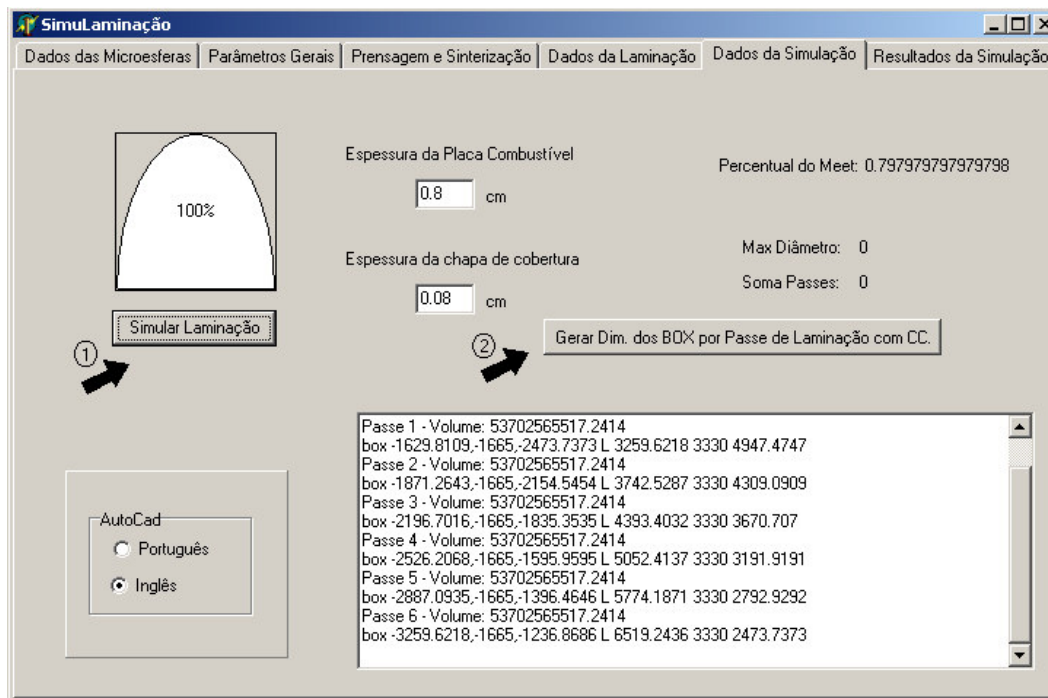 SimuLaminação
Dados das Microesferas
Parâmetros Gerais
Prensagem e Sinterização
Dados da Laminação
Dados da Simulação
Resultados da Simulação
100%
Simular Laminação
1
Espessura da Placa Combustível
0.8 cm
Espessura da chapa de cobertura
0.08 cm
Percentual do Meet: 0.797979797979798
Max Diâmetro: 0
Soma Passes: 0
2
Gerar Dim. dos BOX por Passe de Laminação com CC.
AutoCad
Português
Inglês
Passe 1 - Volume: 53702565517.2414
box -1629.8109,-1665,-2473.7373 L 3259.6218 3330 4947.4747
Passe 2 - Volume: 53702565517.2414
box -1871.2643,-1665,-2154.5454 L 3742.5287 3330 4309.0909
Passe 3 - Volume: 53702565517.2414
box -2196.7016,-1665,-1835.3535 L 4393.4032 3330 3670.707
Passe 4 - Volume: 53702565517.2414
box -2526.2068,-1665,-1595.9595 L 5052.4137 3330 3191.9191
Passe 5 - Volume: 53702565517.2414
box -2887.0935,-1665,-1396.4646 L 5774.1871 3330 2792.9292
Passe 6 - Volume: 53702565517.2414
box -3259.6218,-1665,-1236.8686 L 6519.2436 3330 2473.7373